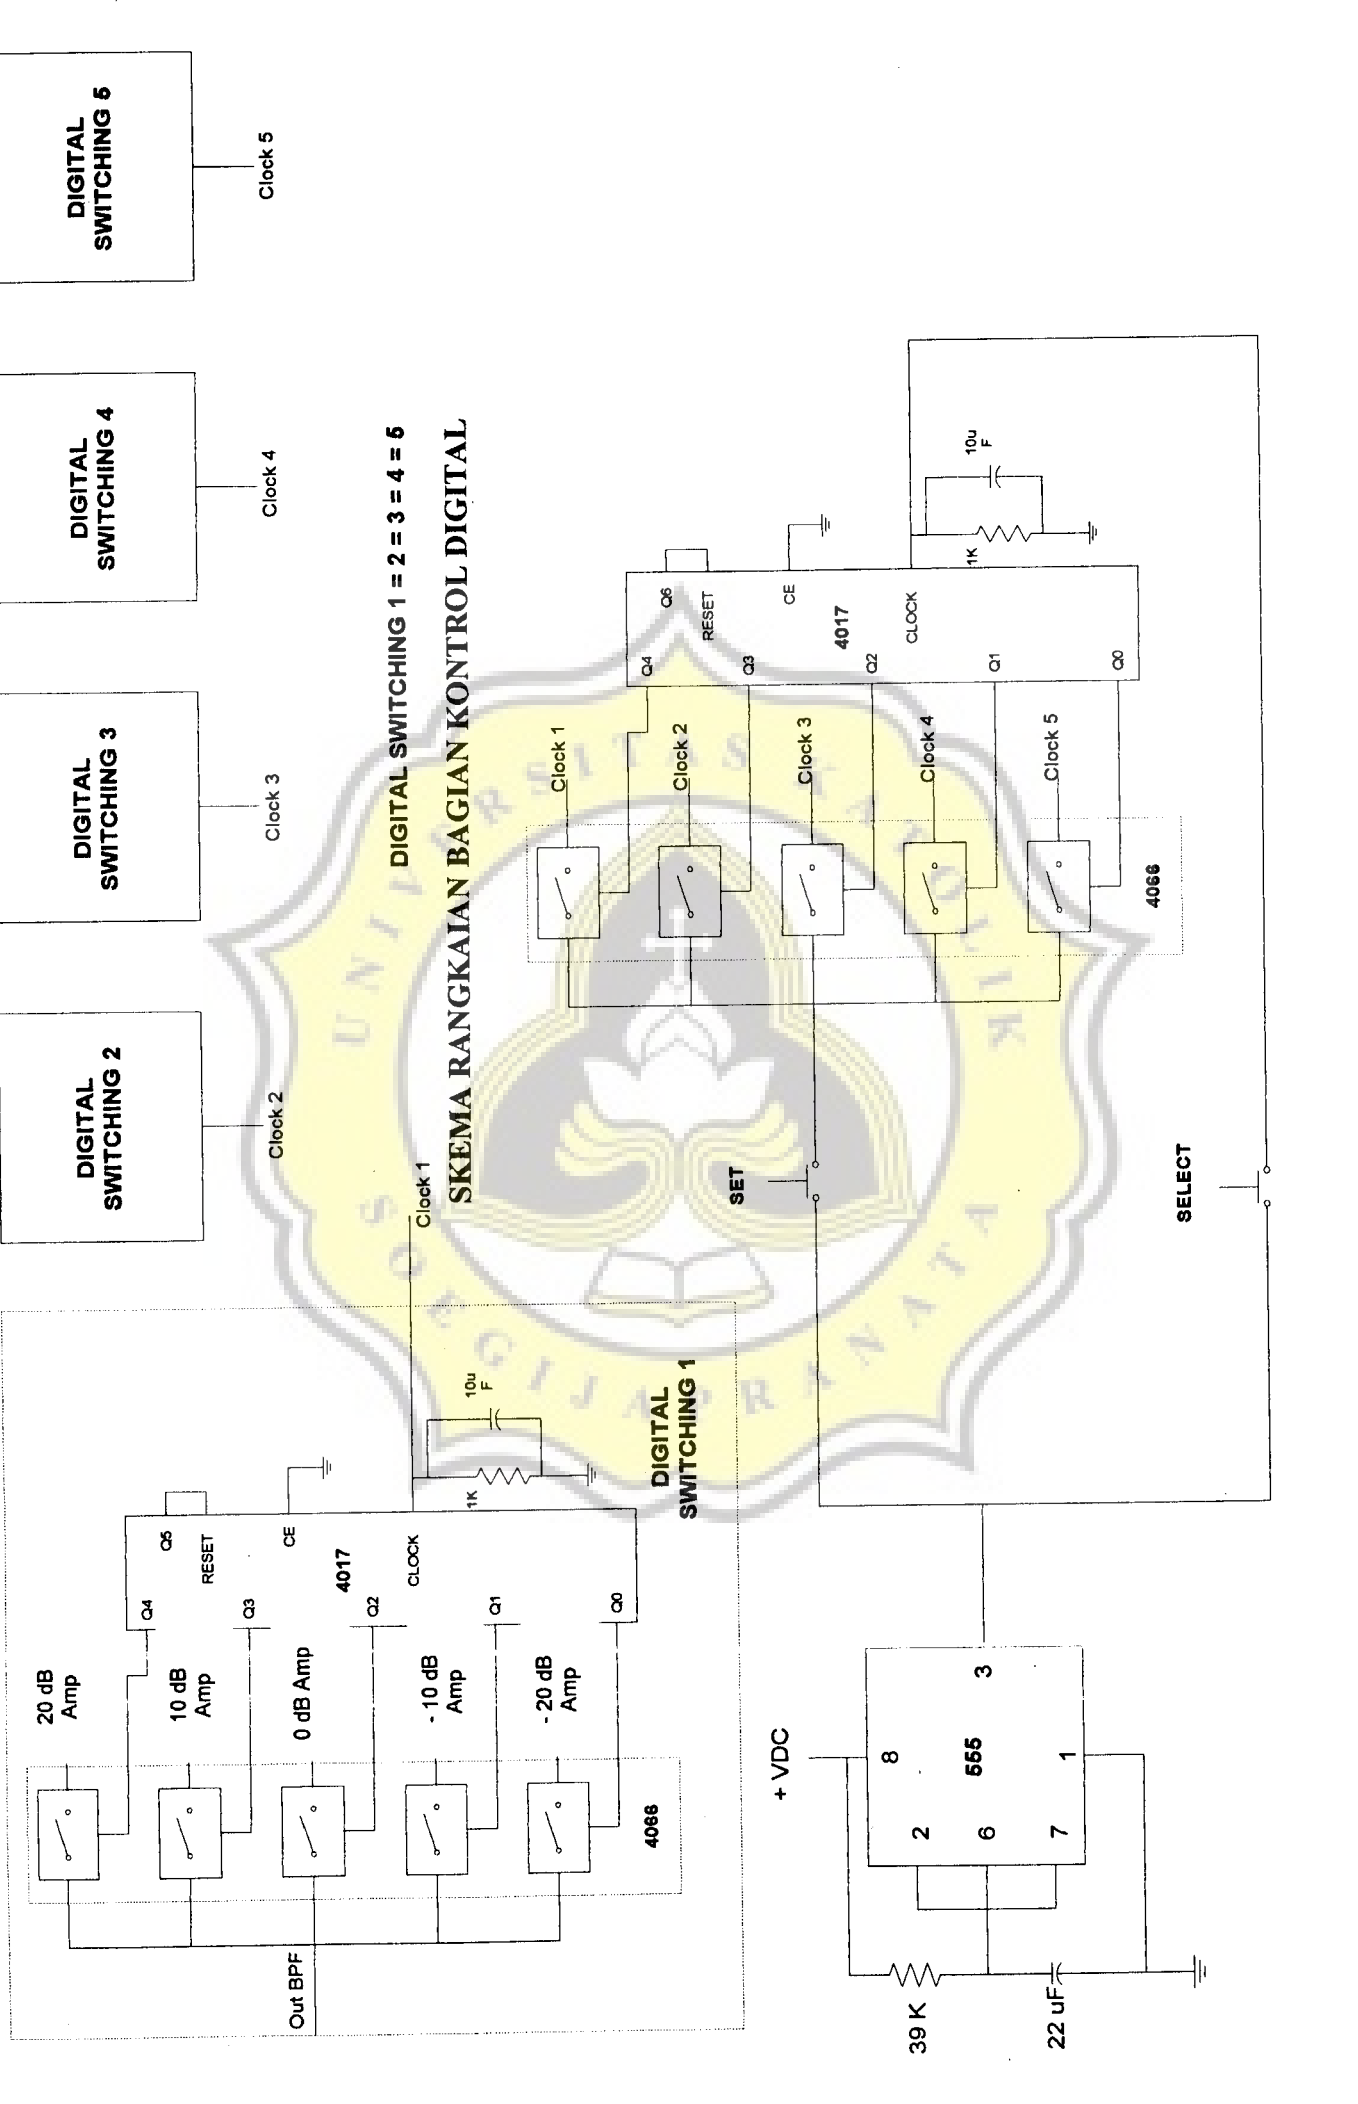 DIGITAL
SWITCHING 2
Clock 2
DIGITAL
SWITCHING 3
Clock 3
DIGITAL
SWITCHING 4
Clock 4
DIGITAL
SWITCHING 5
Clock 5
DIGITAL SWITCHING 1 = 2 = 3 = 4 = 5
SKEMA RANGKAIAN BAGIAN KONTROL DIGITAL
Out BPF
20 dB
Amp
10 dB
Amp
0 dB Amp
- 10 dB
Amp
- 20 dB
Amp
4066
Q4
Q3
Q2
Q1
Q0
Q5
RESET
CE
4017
CLOCK
1K
10u
F
Clock 1
DIGITAL
SWITCHING 1
Clock 1
Clock 2
Clock 3
Clock 4
Clock 5
4066
Q4
Q3
Q2
Q1
Q0
Q6
RESET
CE
4017
CLOCK
1K
10u
F
SET
SELECT
+ VDC
8
2
555
3
6
7
1
39 K
22 uF
UNIVERSITAS KATOLIK
SOEGIJAPRANATA